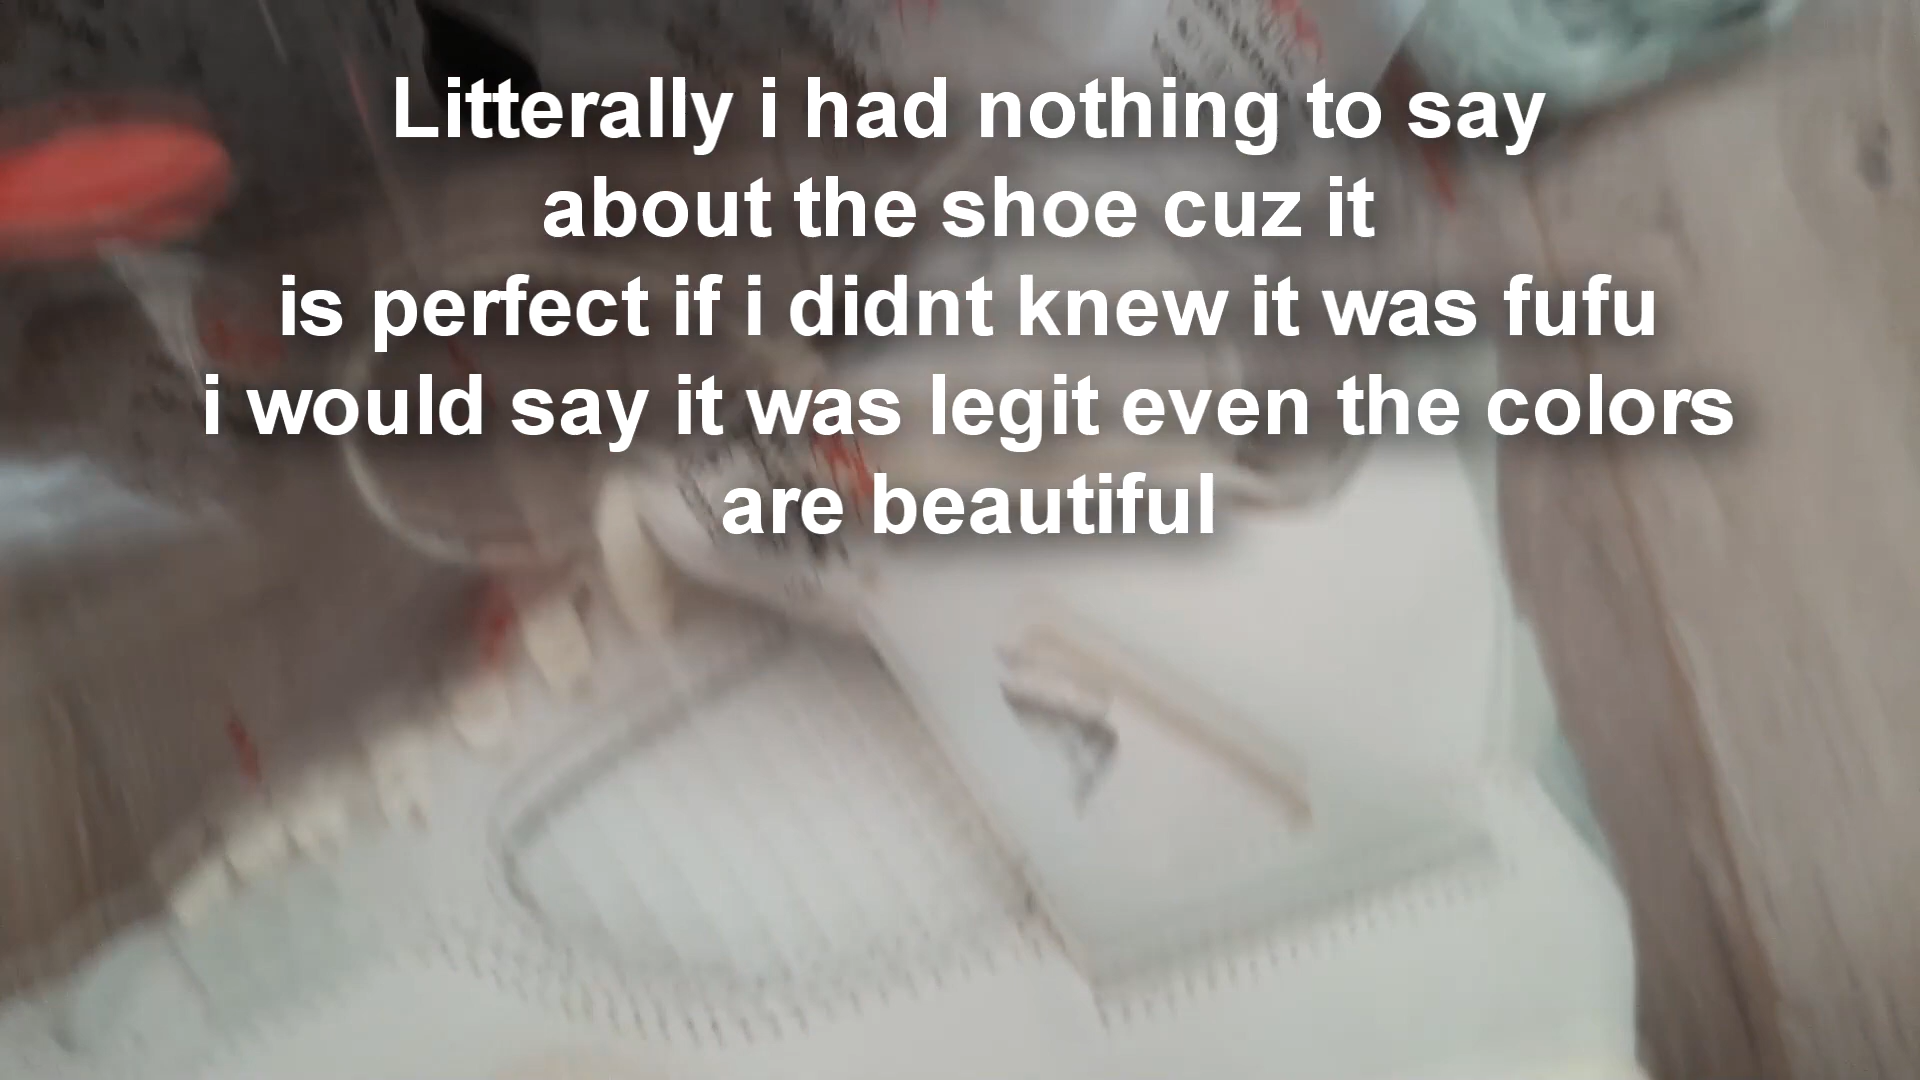 Litterally i had nothing to say
about the shoe cuz it
is perfect if i didnt knew it was fufu
i would say it was legit even the colors
are beautiful